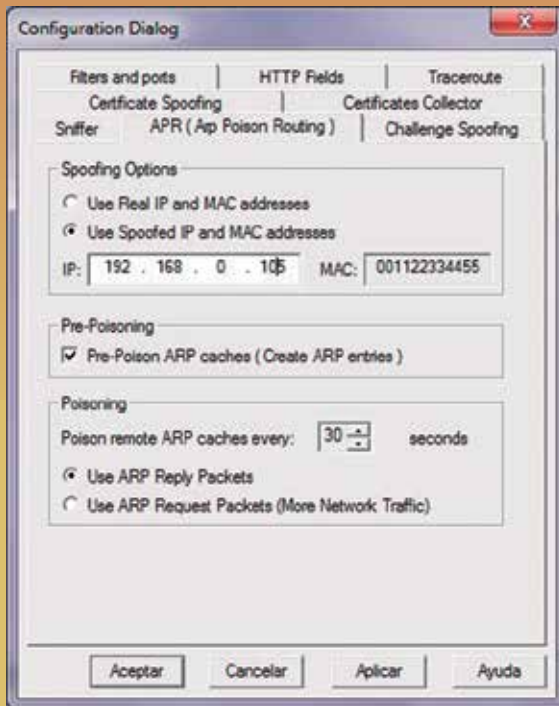 Configuration Dialog
Filters and ports HTTP Fields Traceroute
Certificate Spoofing Certificates Collector
Sniffer APR ( Arp Poison Routing ) Challenge Spoofing
Spoofing Options
Use Real IP and MAC addresses
Use Spoofed IP and MAC addresses
IP: 192 . 168 . 0 . 105 MAC: 001122334455
Pre-Poisoning
Pre-Poison ARP caches ( Create ARP entries )
Poisoning
Poison remote ARP caches every: 30 seconds
Use ARP Reply Packets
Use ARP Request Packets (More Network Traffic)
Aceptar Cancelar Aplicar Ayuda